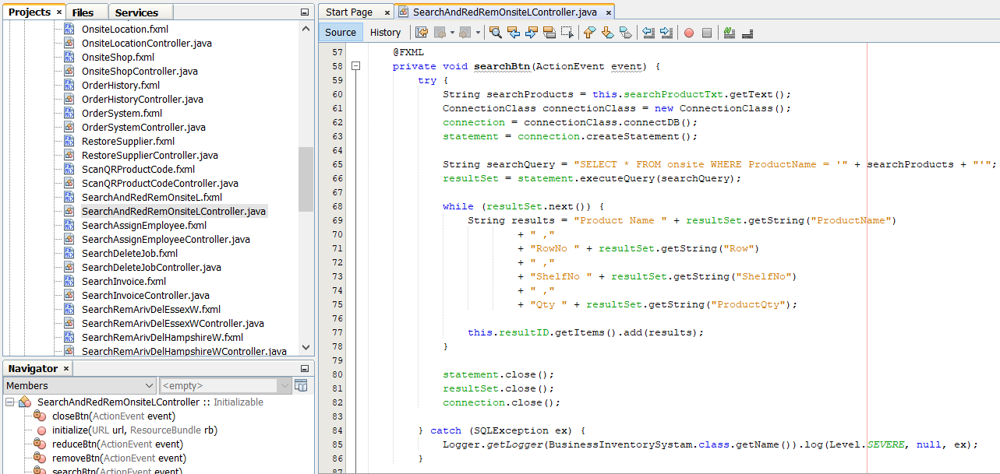 Projects × Files Services
OnsiteLocation.fxml
OnsiteLocationController.java
OnsiteShop.fxml
OnsiteShopController.java
OrderHistory.fxml
OrderHistoryController.java
OrderSystem.fxml
OrderSystemController.java
RestoreSupplier.fxml
RestoreSupplierController.java
ScanQRProductCode.fxml
ScanQRProductCodeController.java
SearchAndRedRemOnsiteL.fxml
SearchAndRedRemOnsiteLController.java
SearchAssignEmployee.fxml
SearchAssignEmployeeController.java
SearchDeleteJob.fxml
SearchDeleteJobController.java
SearchInvoice.fxml
SearchInvoiceController.java
SearchRemArivDelEssexW.fxml
SearchRemArivDelEssexWController.java
SearchRemArivDelHampshireW.fxml
SearchRemArivDelHampshireWController.java
Navigator ×
Members <empty>
SearchAndRedRemOnsiteLController :: Initializable
closeBtn(ActionEvent event)
initialize(URL url, ResourceBundle rb)
reduceBtn(ActionEvent event)
removeBtn(ActionEvent event)
searchBtn(ActionEvent event)
Start Page × SearchAndRedRemOnsiteLController.java ×
Source History
57 @FXML
58 private void searchBtn(ActionEvent event) {
59 try {
60 String searchProducts = this.searchProductTxt.getText();
61 ConnectionClass connectionClass = new ConnectionClass();
62 connection = connectionClass.connectDB();
63 statement = connection.createStatement();
64
65 String searchQuery = "SELECT * FROM onsite WHERE ProductName = '" + searchProducts + "'";
66 resultSet = statement.executeQuery(searchQuery);
67
68 while (resultSet.next()) {
69 String results = "Product Name " + resultSet.getString("ProductName")
70 + " ,"
71 + "RowNo " + resultSet.getString("Row")
72 + " ,"
73 + "ShelfNo " + resultSet.getString("ShelfNo")
74 + " ,"
75 + "Qty " + resultSet.getString("ProductQty");
76
77 this.resultID.getItems().add(results);
78 }
79
80 statement.close();
81 resultSet.close();
82 connection.close();
83
84 } catch (SQLException ex) {
85 Logger.getLogger(BusinessInventorySystam.class.getName()).log(Level.SEVERE, null, ex);
86 }
87